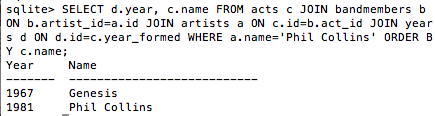 sqlite> SELECT d.year, c.name FROM acts c JOIN bandmembers b
ON b.artist_id=a.id JOIN artists a ON c.id=b.act_id JOIN year
s d ON d.id=c.year_formed WHERE a.name='Phil Collins' ORDER B
Y c.name;
Year     Name
-------  ---------------------------
1967     Genesis
1981     Phil Collins